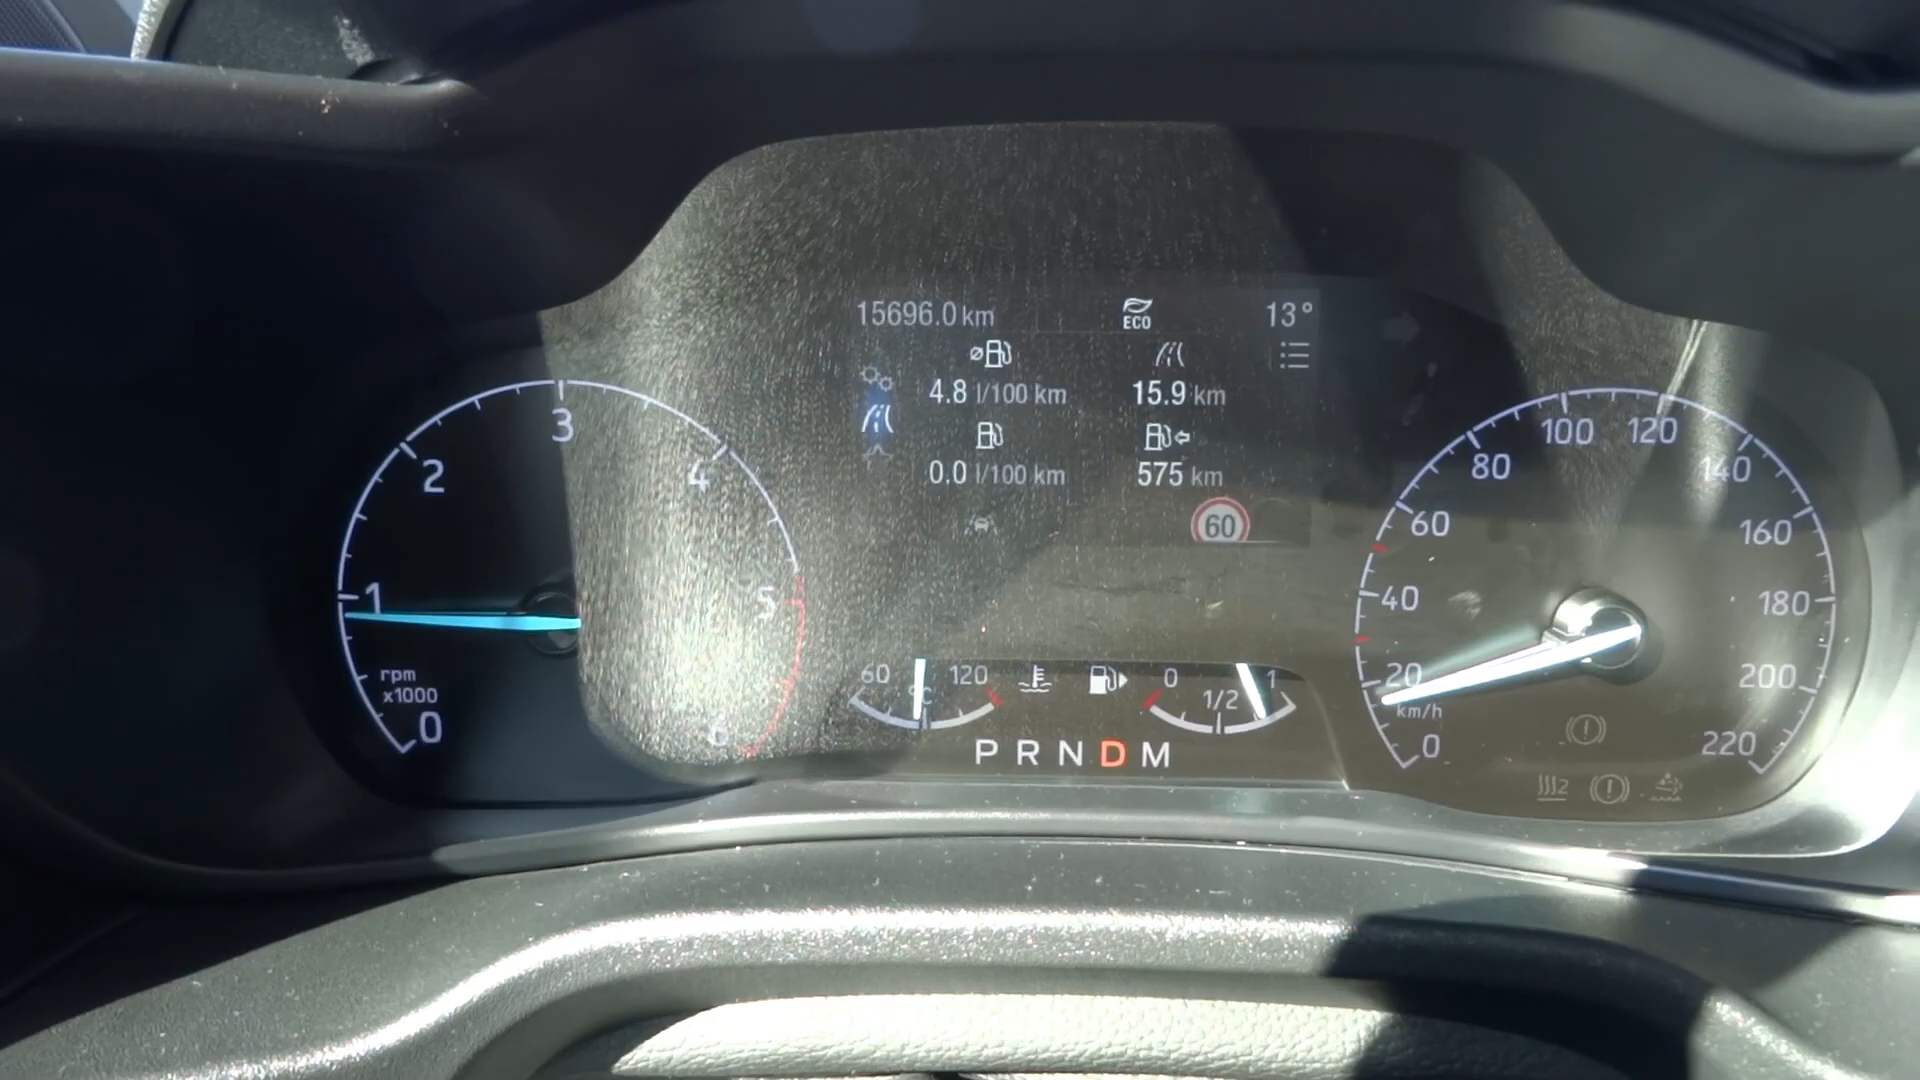 15696.0 km ECO 13°
4.8 l/100 km 15.9 km
0.0 l/100 km 575 km
60
0 1 2 3 4 5 6
rpm
x1000
60 120
°C
0 1/2 1
P R N D M
0 20 40 60 80 100 120 140 160 180 200 220
km/h
2